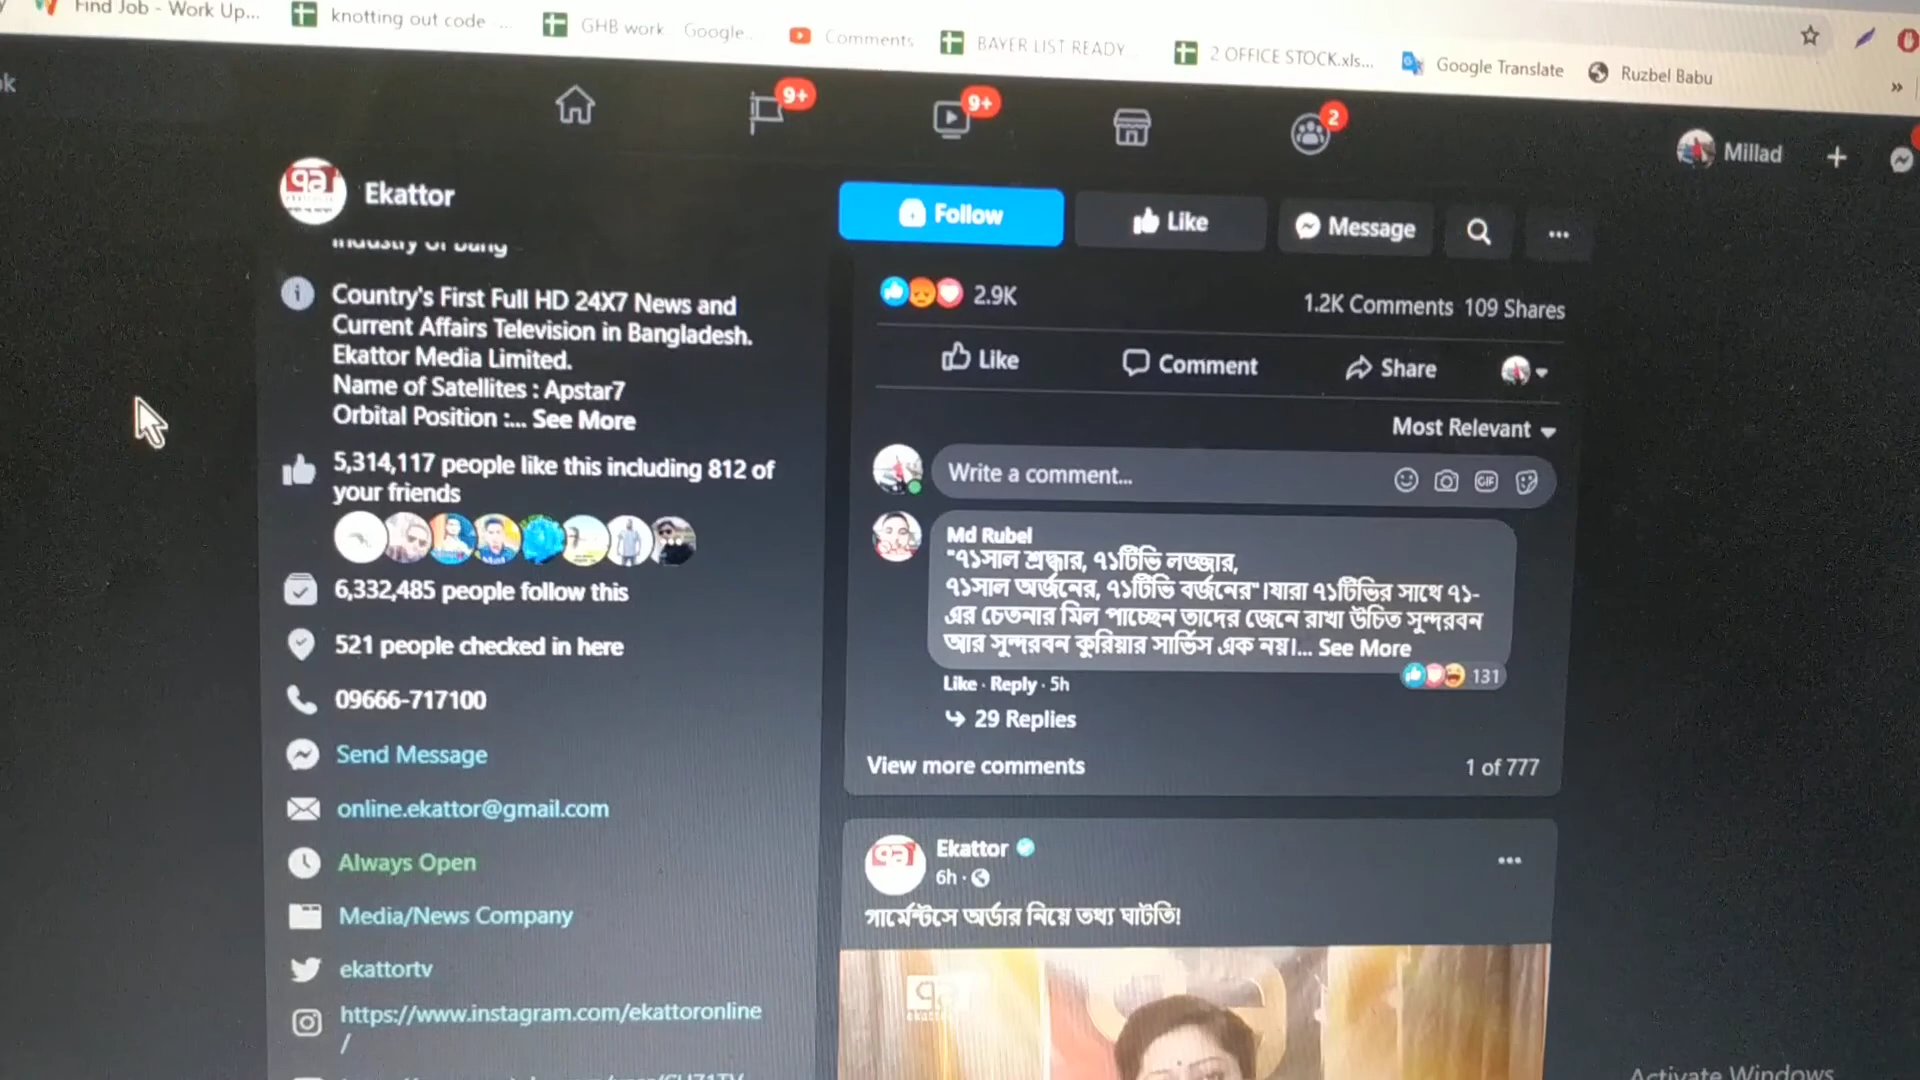 Find Job - Work Up...
knotting out code ...
GHB work Google...
Comments
BAYER LIST READY
2 OFFICE STOCK.xls...
Google Translate
Ruzbel Babu
»
ok
9+
9+
2
Millad
Ekattor
Follow
Like
Message
Country's First Full HD 24X7 News and
Current Affairs Television in Bangladesh.
Ekattor Media Limited.
Name of Satellites : Apstar7
Orbital Position :... See More
5,314,117 people like this including 812 of
your friends
6,332,485 people follow this
521 people checked in here
09666-717100
Send Message
online.ekattor@gmail.com
Always Open
Media/News Company
ekattortv
https://www.instagram.com/ekattoronline
/
2.9K
1.2K Comments 109 Shares
Like
Comment
Share
Most Relevant
Write a comment...
GIF
Md Rubel
"৭১সাল শ্রদ্ধার, ৭১টিভি লজ্জার,
৭১সাল অর্জনের, ৭১টিভি বর্জনের"।যারা ৭১টিভির সাথে ৭১-
এর চেতনার মিল পাচ্ছেন তাদের জেনে রাখা উচিত সুন্দরবন
আর সুন্দরবন কুরিয়ার সার্ভিস এক নয়।... See More
131
Like · Reply · 5h
29 Replies
View more comments
1 of 777
Ekattor
6h ·
গার্মেন্টসে অর্ডার নিয়ে তথ্য ঘাটতি!
Activate Windows